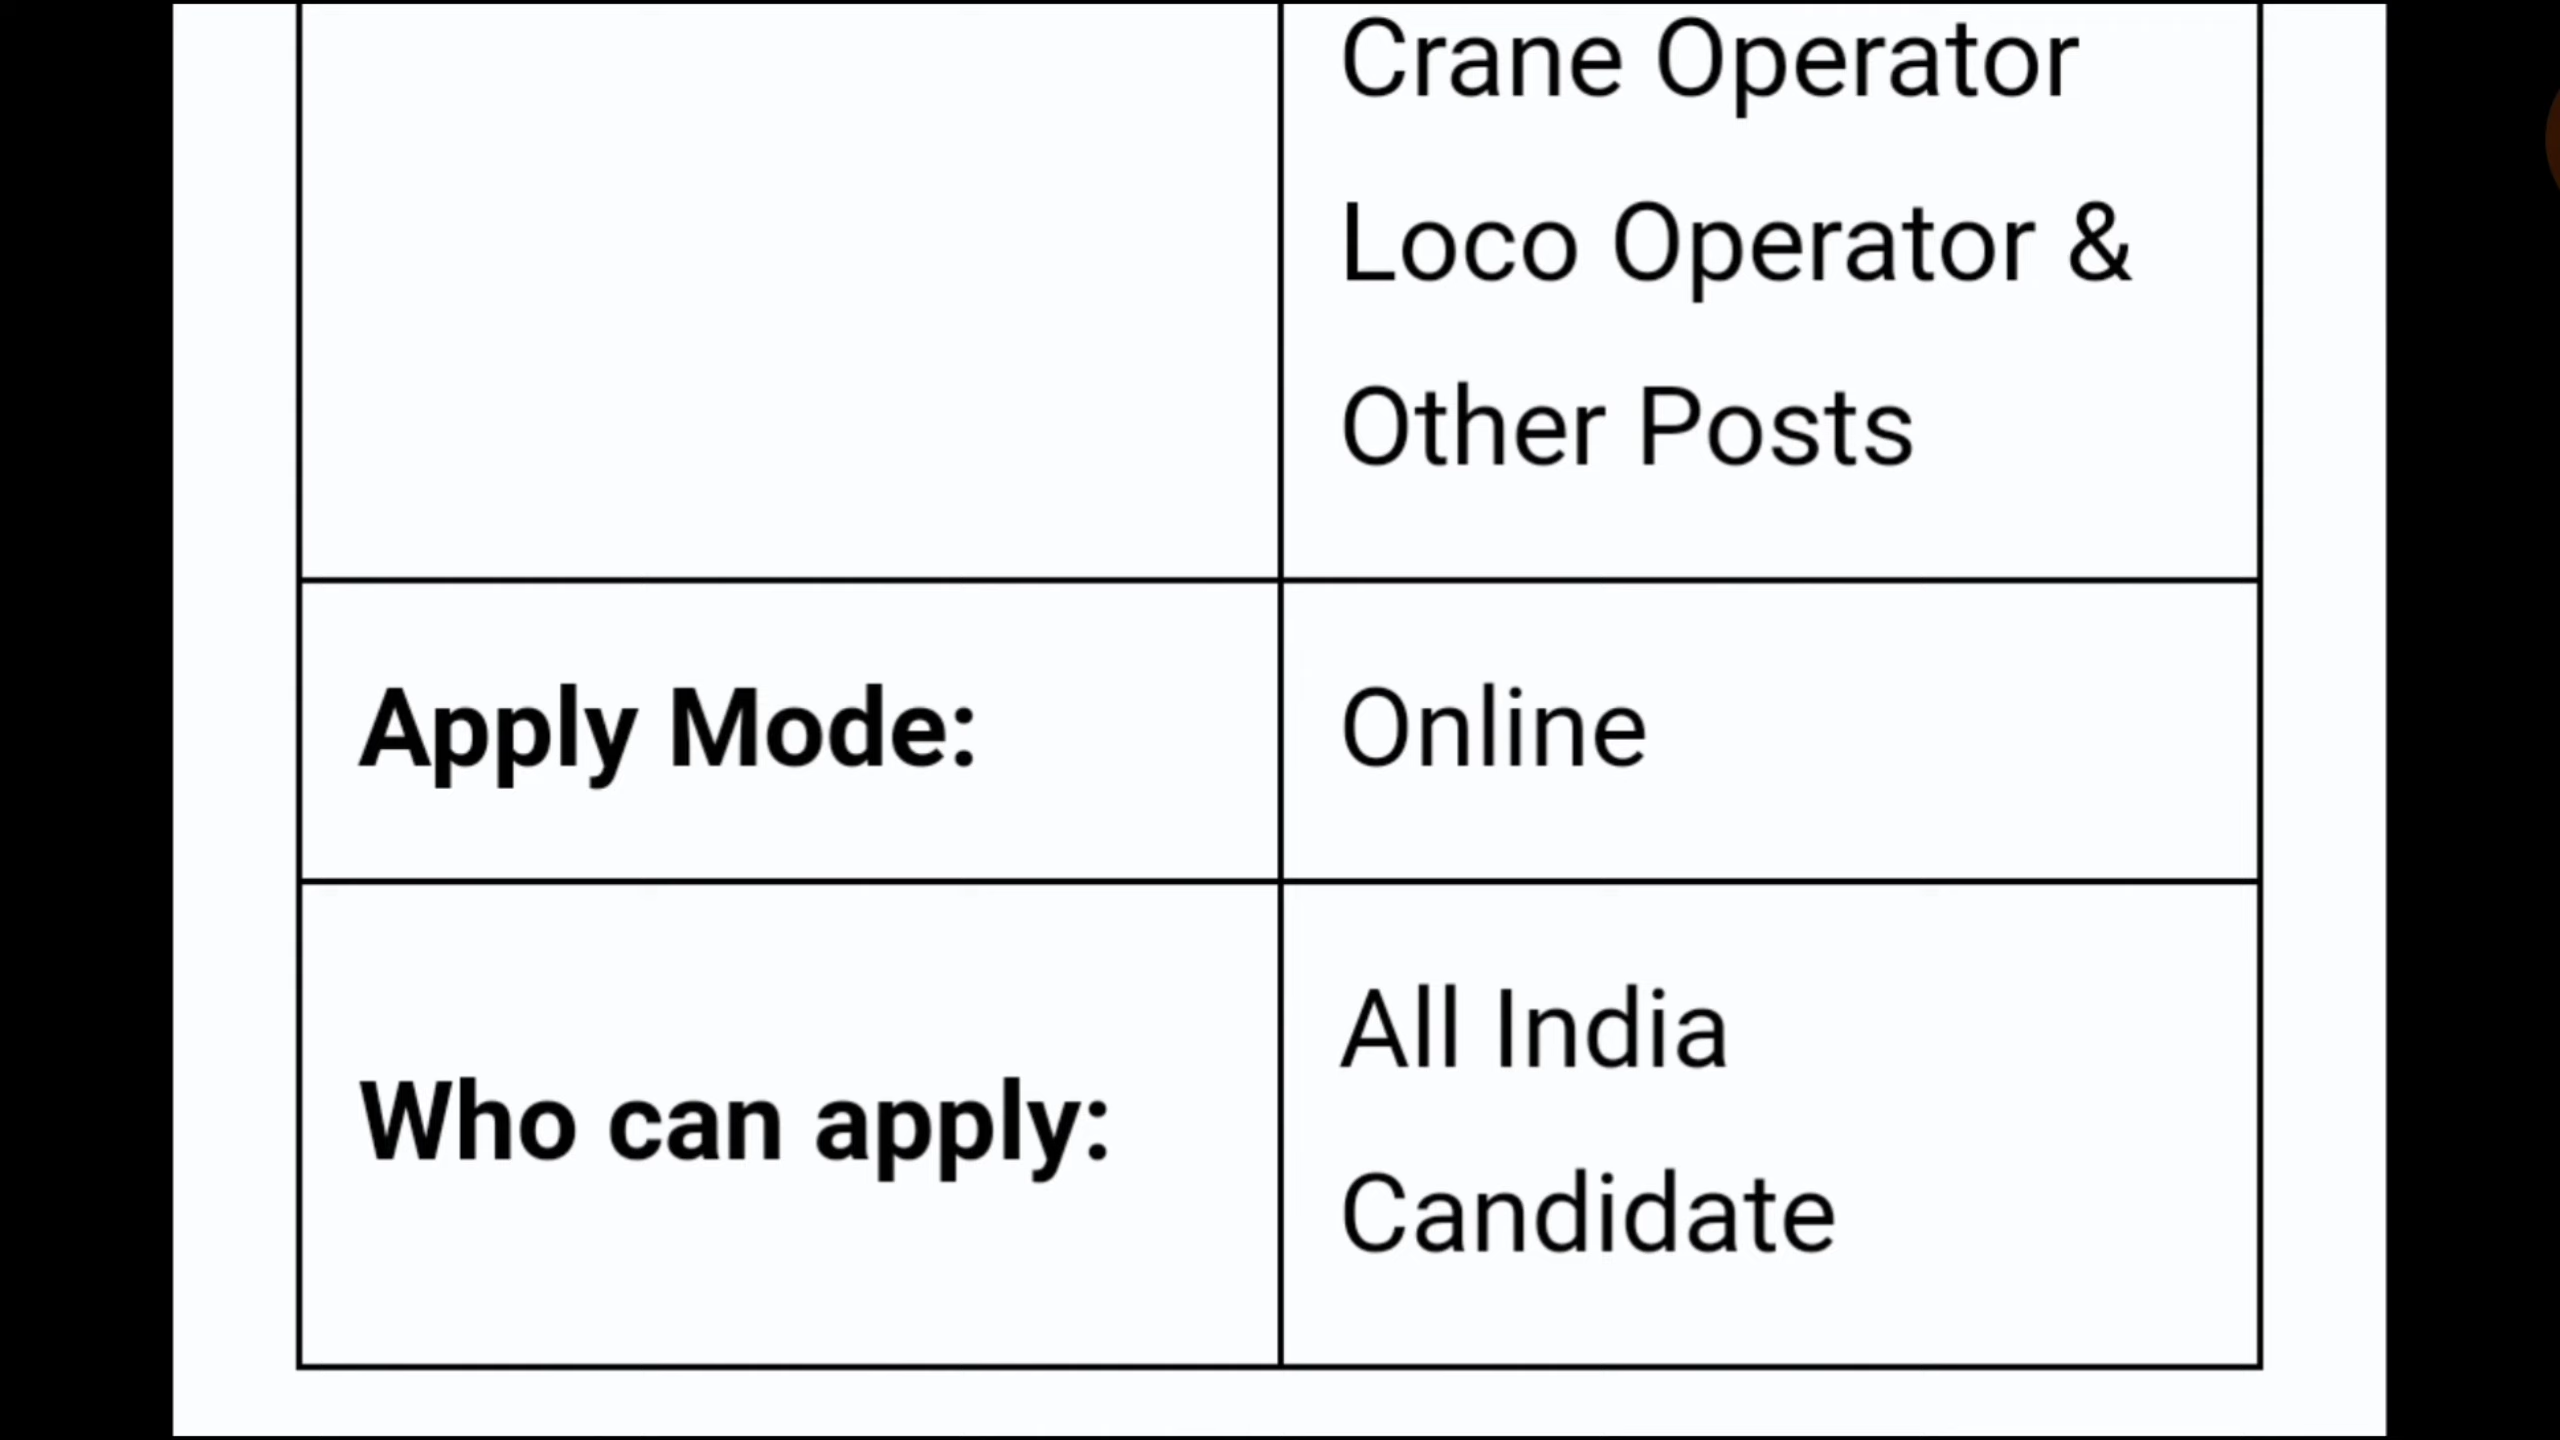 Crane Operator
Loco Operator &
Other Posts
Apply Mode: Online
Who can apply:
All India
Candidate